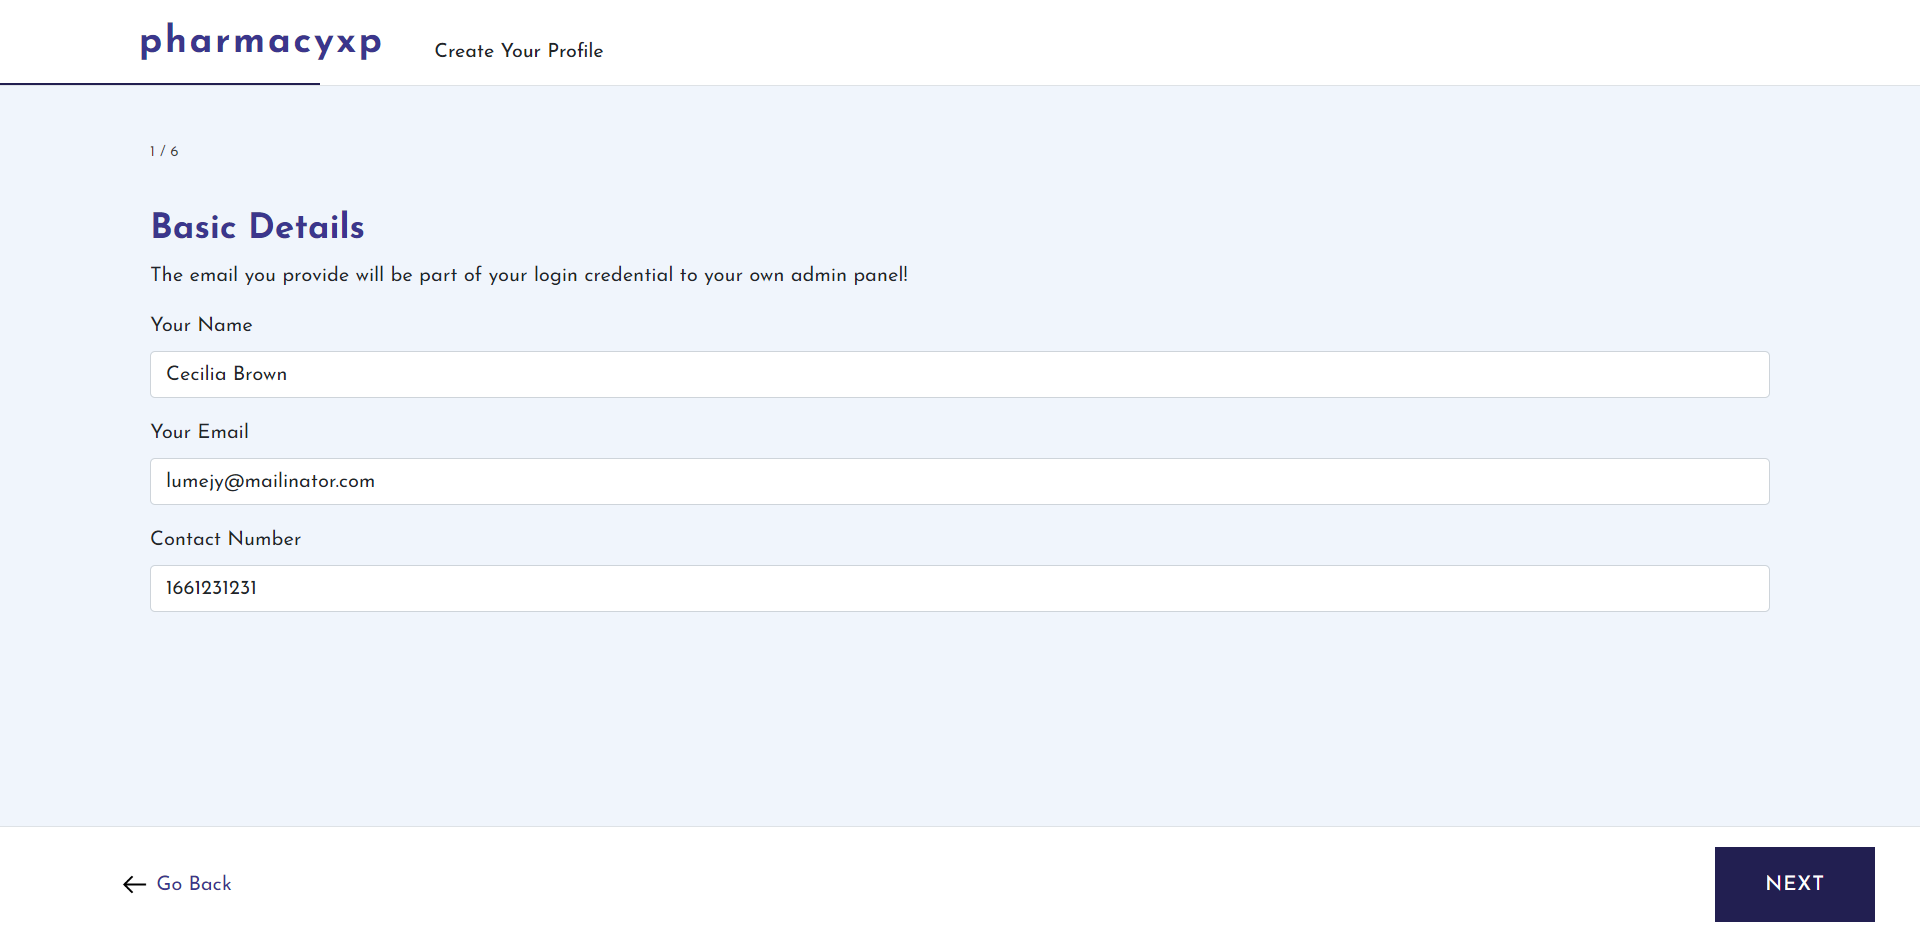 pharmacyxp
Create Your Profile
1 / 6
Basic Details
The email you provide will be part of your login credential to your own admin panel!
Your Name
Cecilia Brown
Your Email
lumejy@mailinator.com
Contact Number
1661231231
Go Back
NEXT